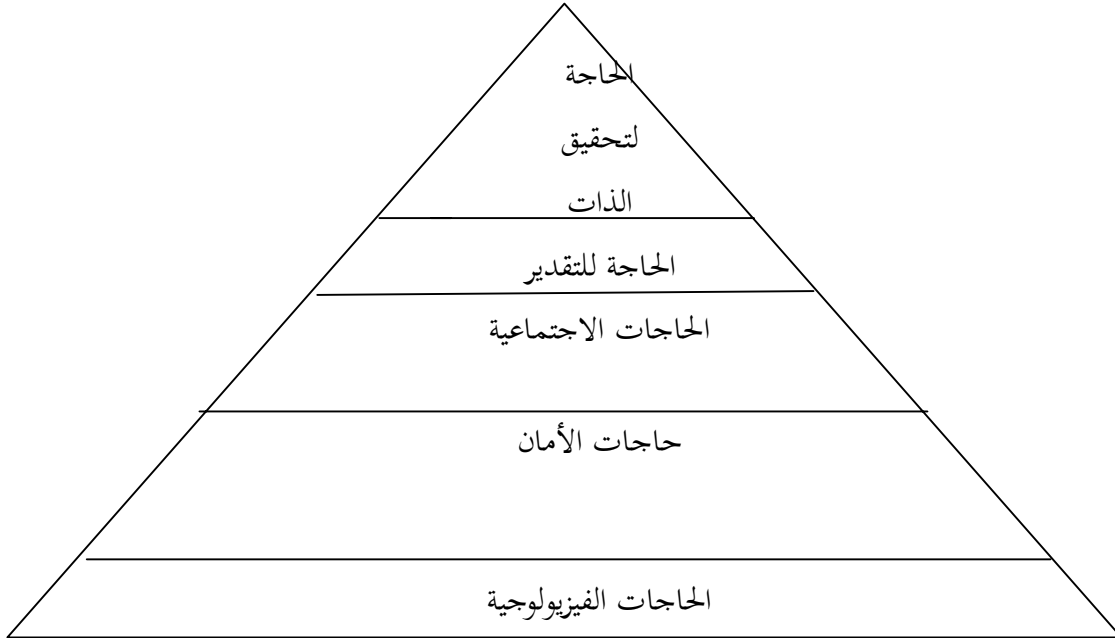 الحاجة
لتحقيق
الذات
الحاجة للتقدير
الحاجات الاجتماعية
حاجات الأمان
الحاجات الفيزيولوجية